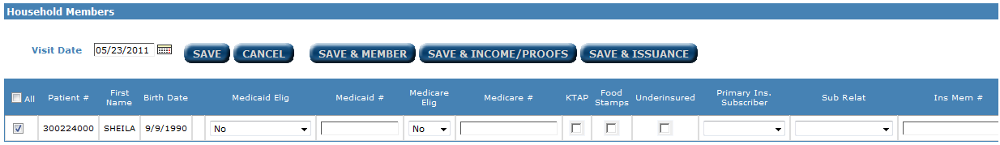 Household Members
Visit Date 05/23/2011 SAVE CANCEL SAVE & MEMBER SAVE & INCOME/PROOFS SAVE & ISSUANCE
All Patient # First Name Birth Date Medicaid Elig Medicaid # Medicare Elig Medicare # KTAP Food Stamps Underinsured Primary Ins. Subscriber Sub Relat Ins Mem #
300224000 SHEILA 9/9/1990 No No